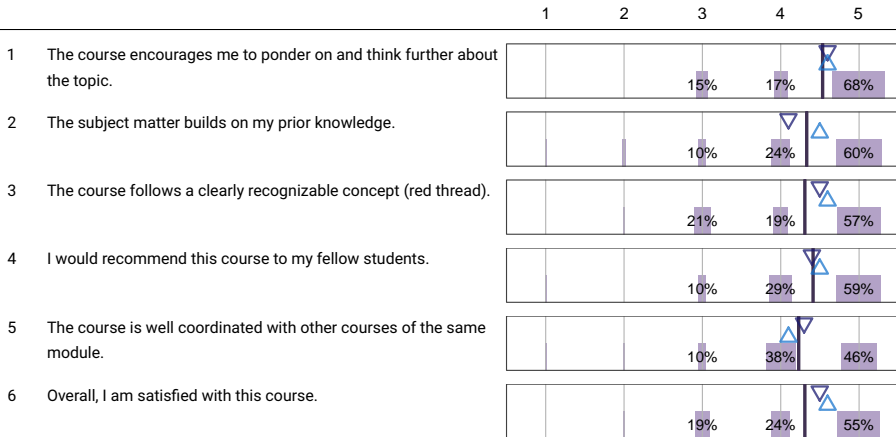 1 2 3 4 5
1 The course encourages me to ponder on and think further about
the topic.
15% 17% 68%
2 The subject matter builds on my prior knowledge.
10% 24% 60%
3 The course follows a clearly recognizable concept (red thread).
21% 19% 57%
4 I would recommend this course to my fellow students.
10% 29% 59%
5 The course is well coordinated with other courses of the same
module.
10% 38% 46%
6 Overall, I am satisfied with this course.
19% 24% 55%